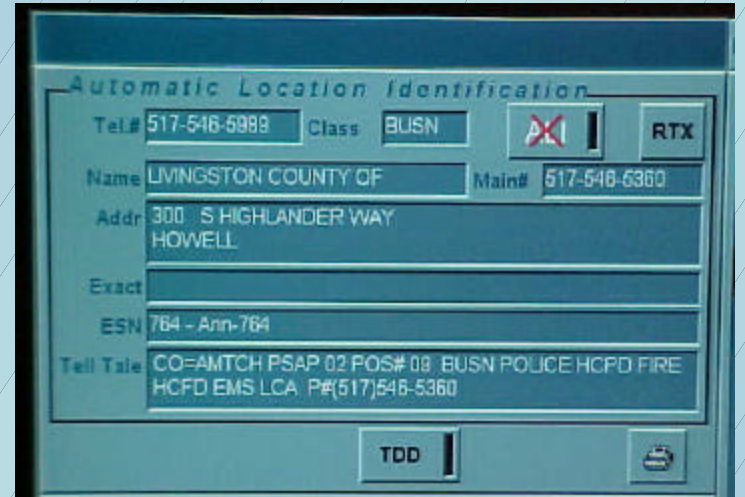 Automatic Location Identification
Tel.# 517-546-5989 Class BUSN ALI RTX
Name LIVINGSTON COUNTY OF Main# 517-546-5360
Addr 300 S HIGHLANDER WAY
HOWELL
Exact
ESN 764 - Ann-764
Tell Tale CO=AMTCH PSAP 02 POS# 09 BUSN POLICE HCPD FIRE
HCFD EMS LCA P#(517)546-5360
TDD